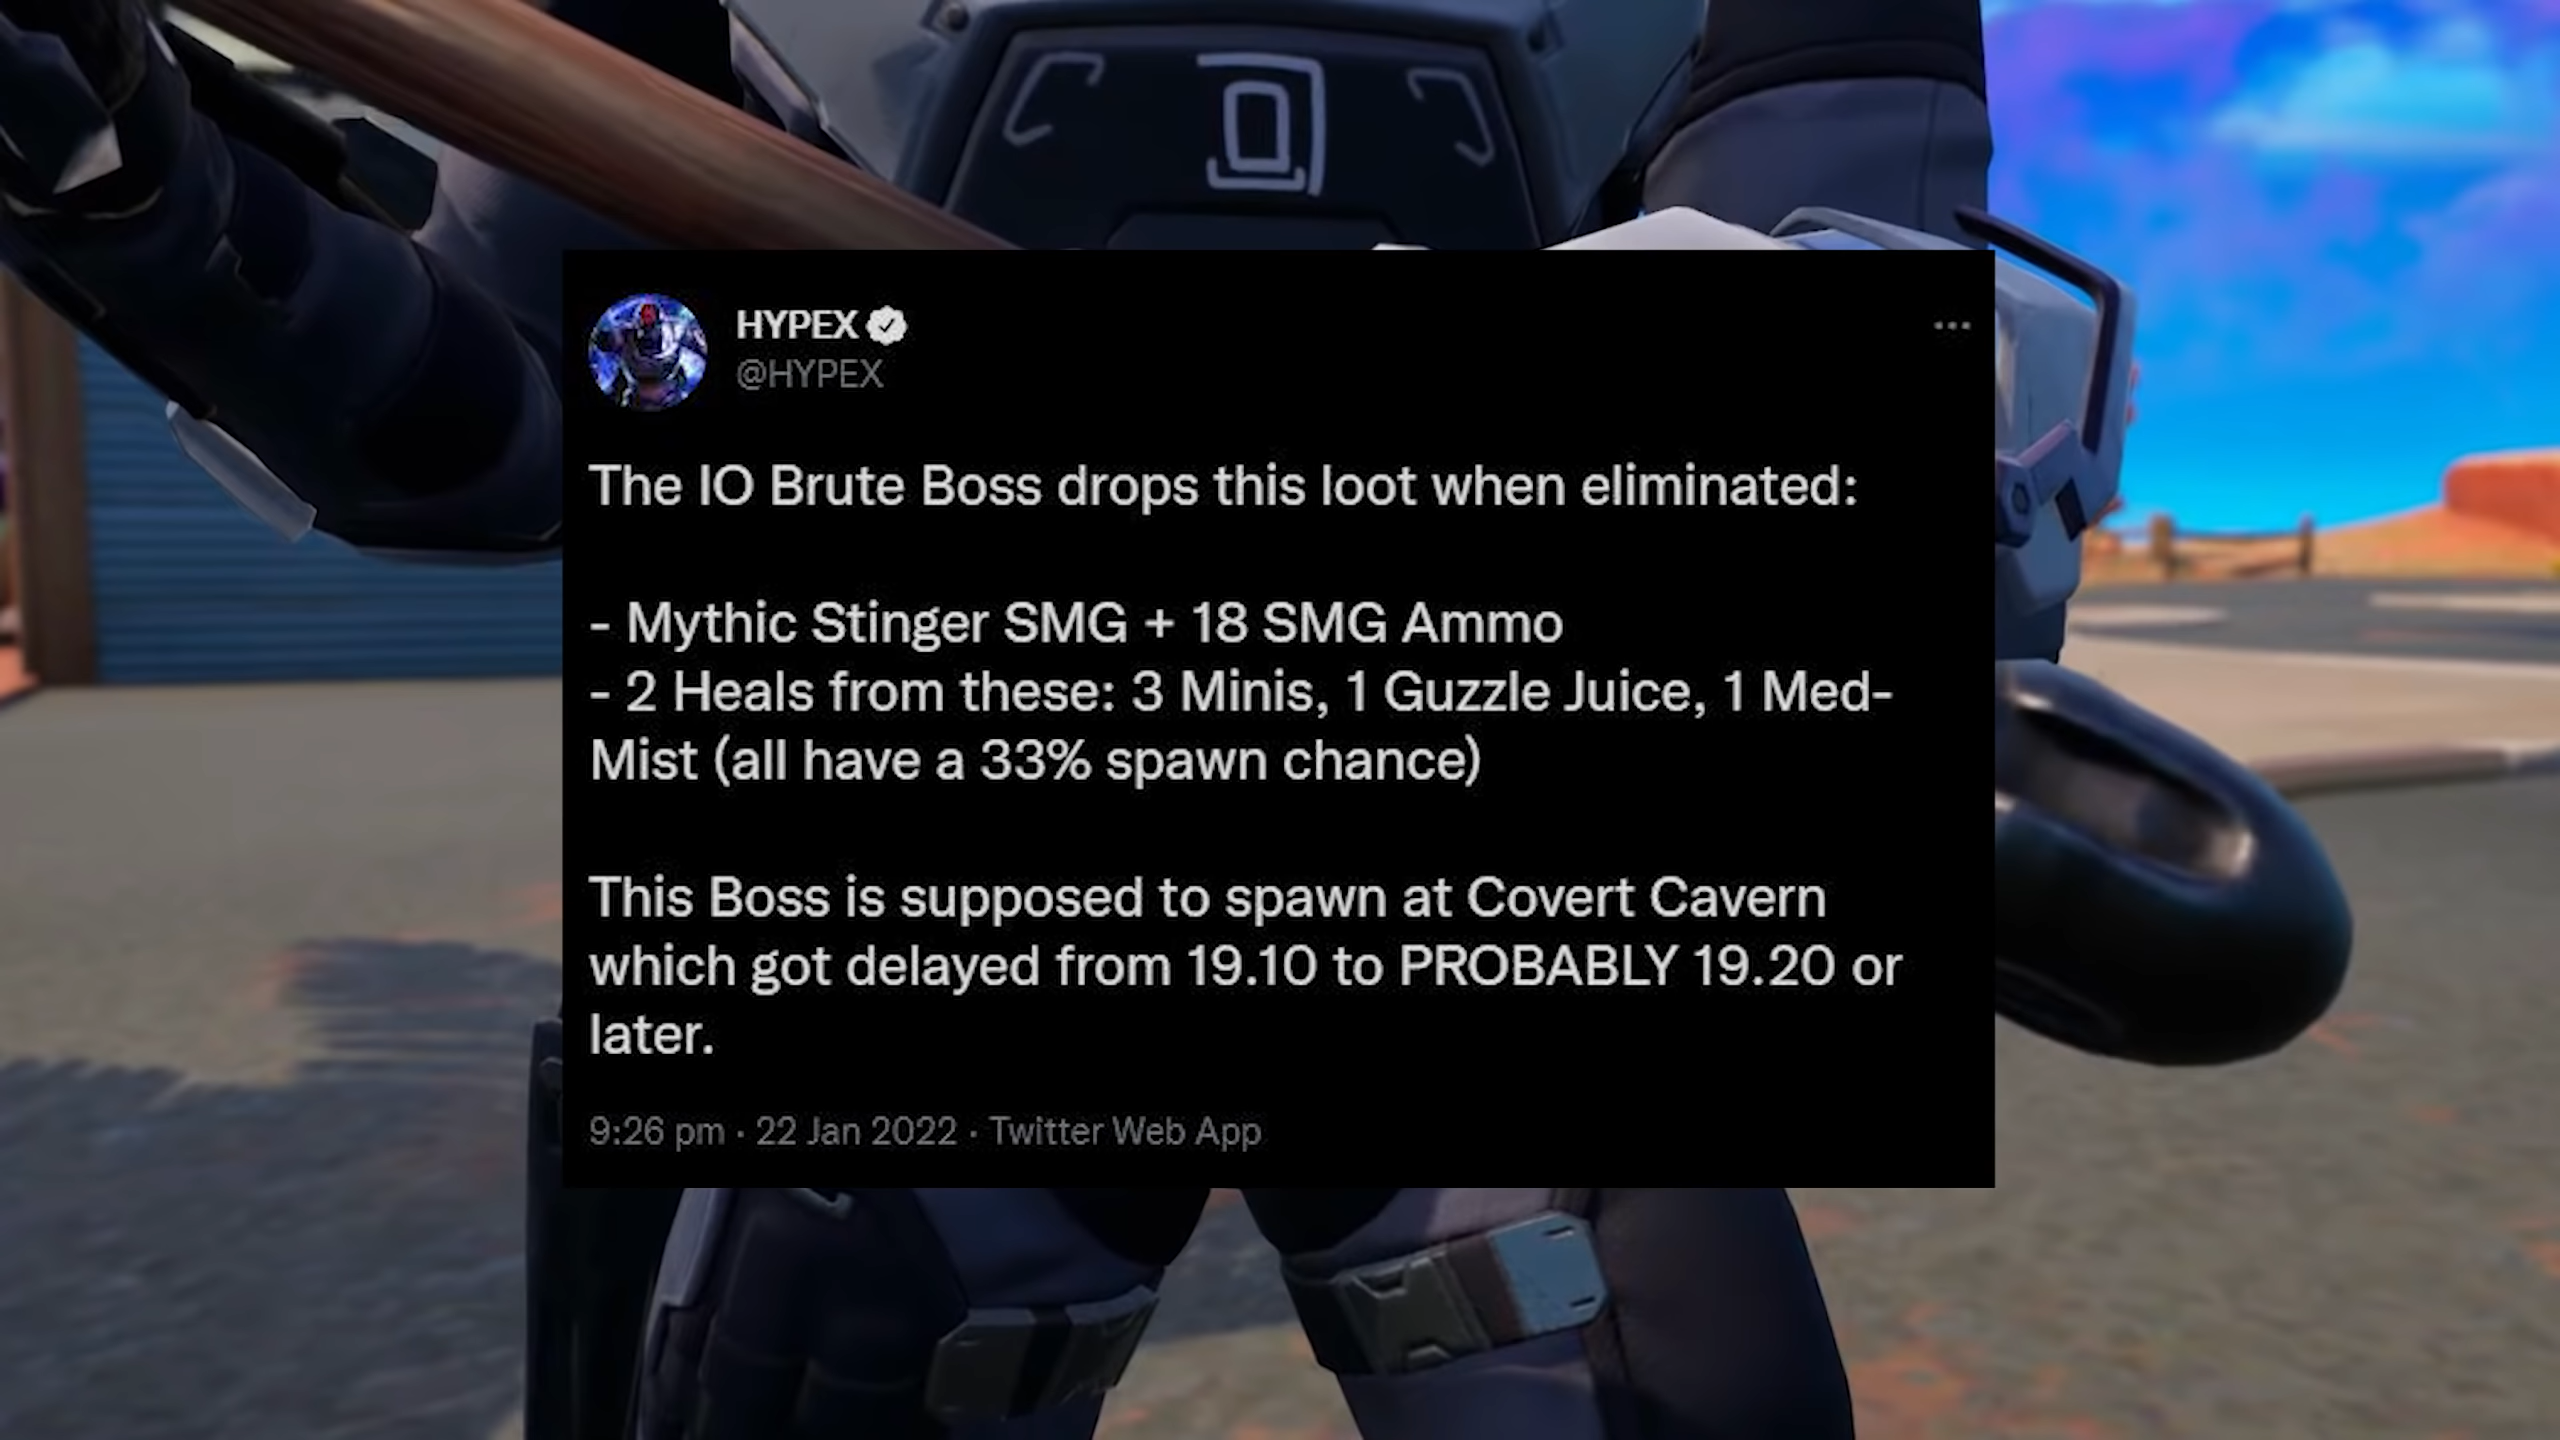 HYPEX
@HYPEX
The IO Brute Boss drops this loot when eliminated:
- Mythic Stinger SMG + 18 SMG Ammo
- 2 Heals from these: 3 Minis, 1 Guzzle Juice, 1 Med-
Mist (all have a 33% spawn chance)
This Boss is supposed to spawn at Covert Cavern
which got delayed from 19.10 to PROBABLY 19.20 or
later.
9:26 pm · 22 Jan 2022 · Twitter Web App